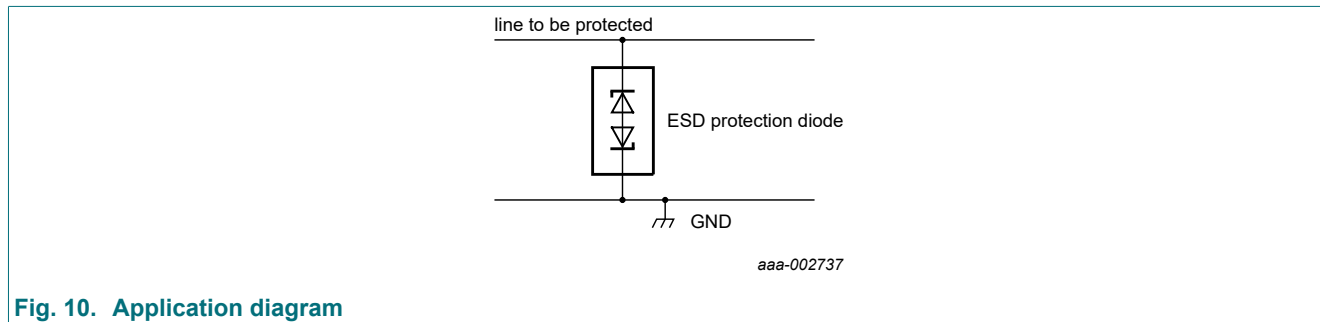 line to be protected
ESD protection diode
GND
aaa-002737
Fig. 10. Application diagram